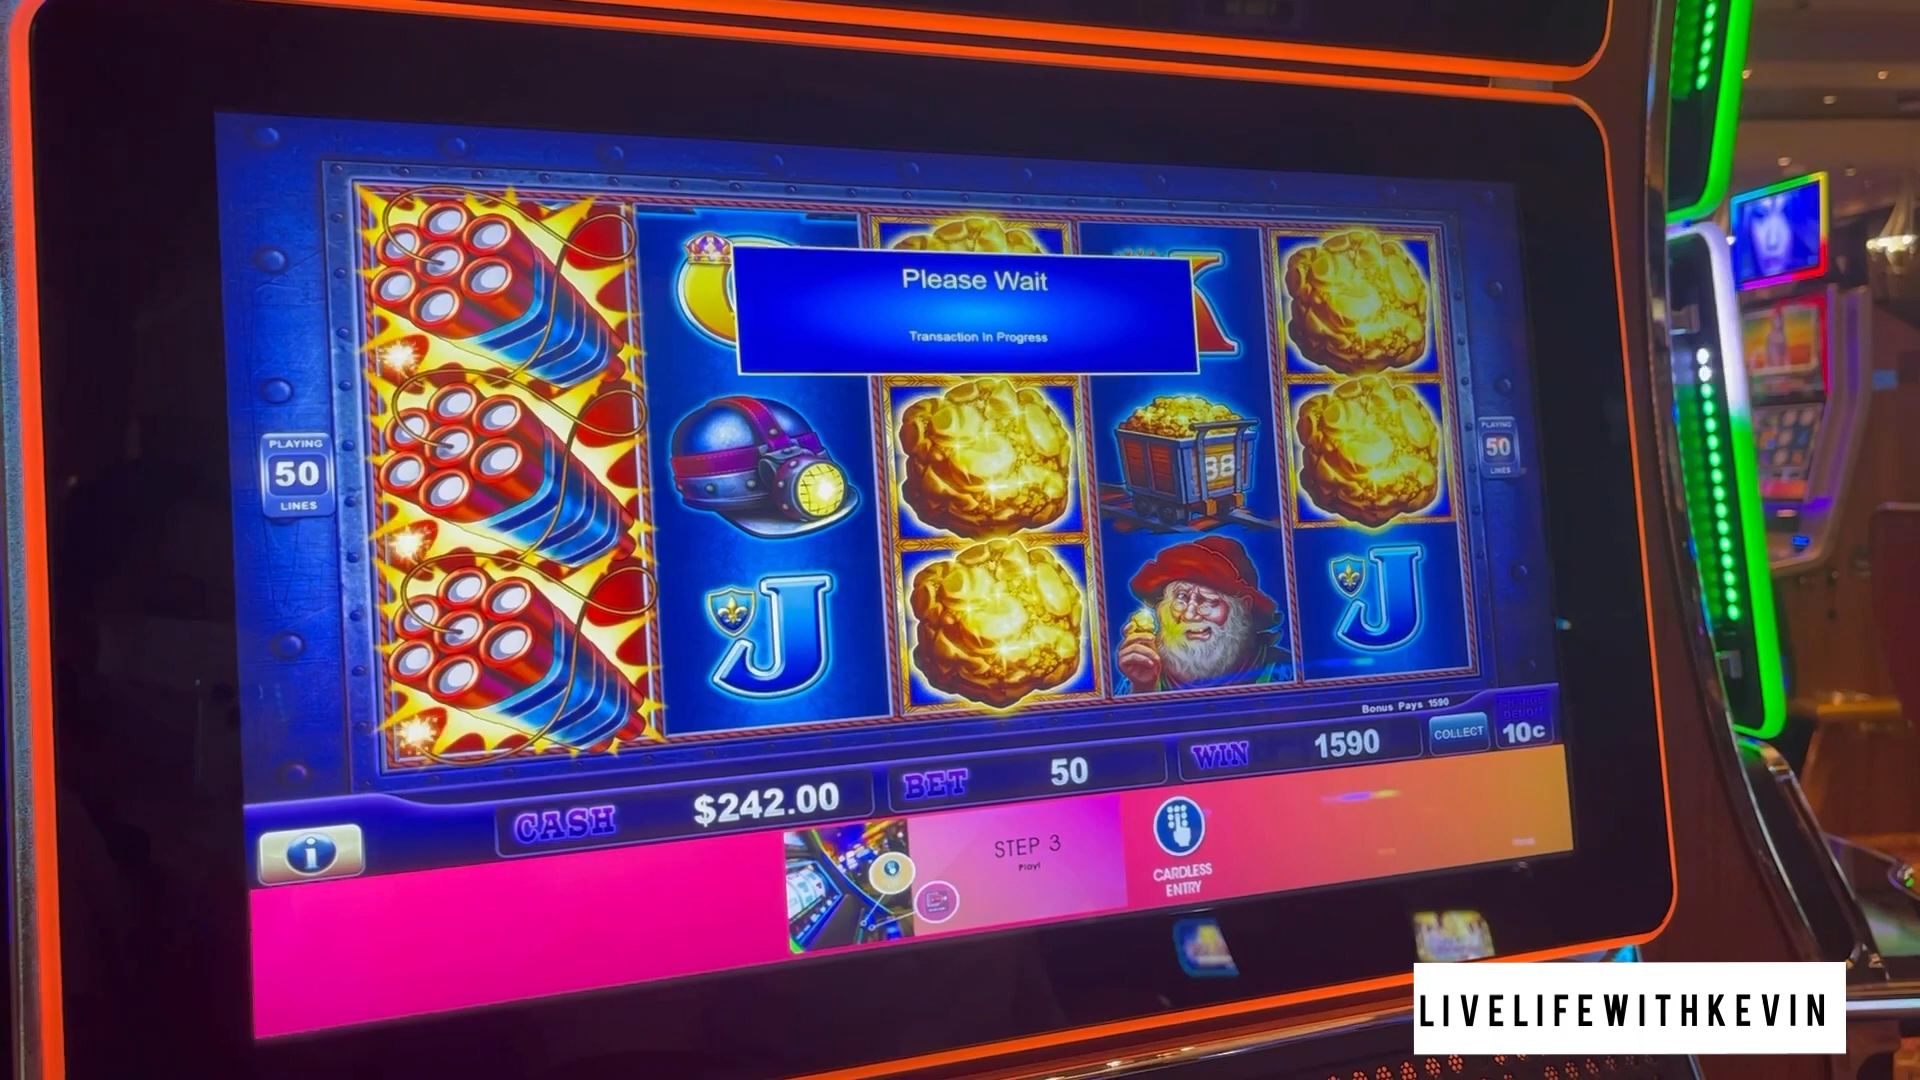 Please Wait
Transaction In Progress
K
88
PLAYING
50
LINES
PLAYING
50
LINES
J
J
Bonus Pays 1590
CASH
$242.00
BET
50
WIN
1590
COLLECT
10c
i
STEP 3
Play!
CARDLESS
ENTRY
LIVELIFEWITHKEVIN